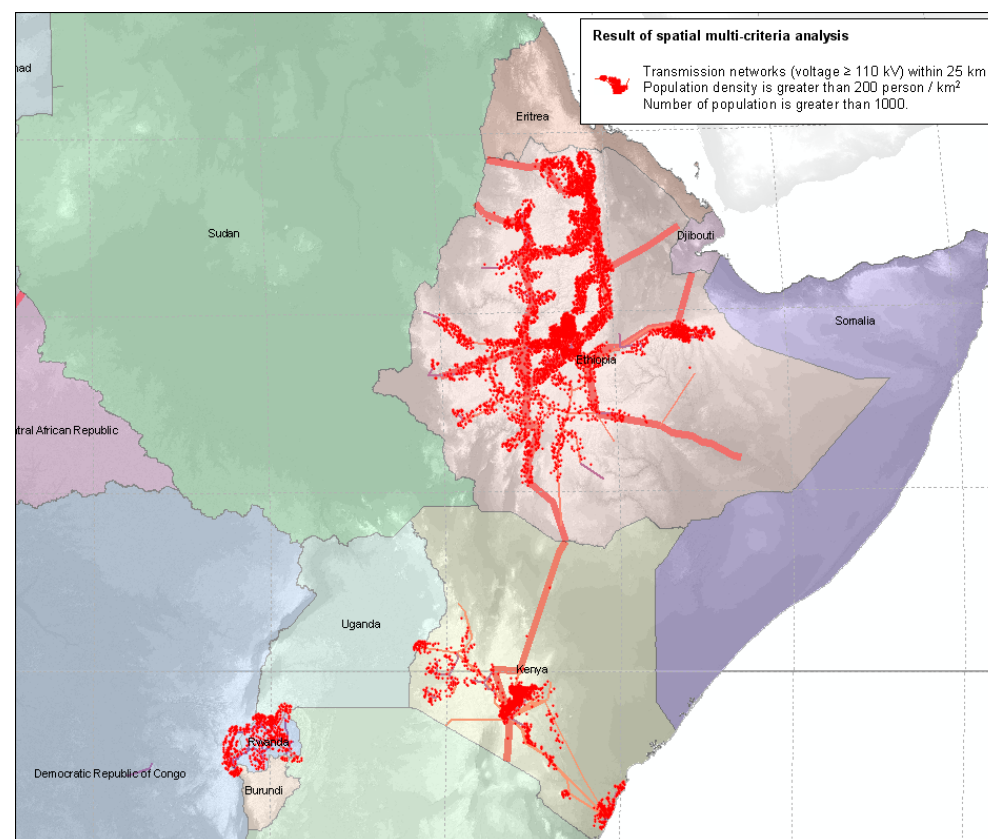 Result of spatial multi-criteria analysis
Transmission networks (voltage ≥ 110 kV) within 25 km
Population density is greater than 200 person / km²
Number of population is greater than 1000.
had
Eritrea
Sudan
Djibouti
Somalia
Ethiopia
tral African Republic
Uganda
Kenya
Rwanda
Democratic Republic of Congo
Burundi